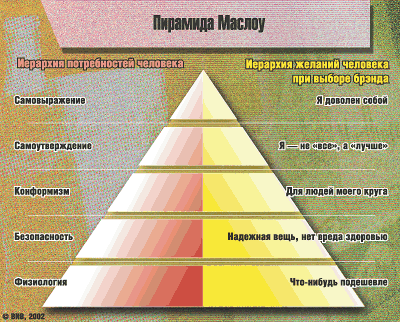 Пирамида Маслоу
Иерархия потребностей человека
Иерархия желаний человека
при выборе брэнда
Самовыражение
Я доволен собой
Самоутверждение
Я — не «все», а «лучше»
Конформизм
Для людей моего круга
Безопасность
Надежная вещь, нет вреда здоровью
Физиология
Что-нибудь подешевле
© BRB, 2002